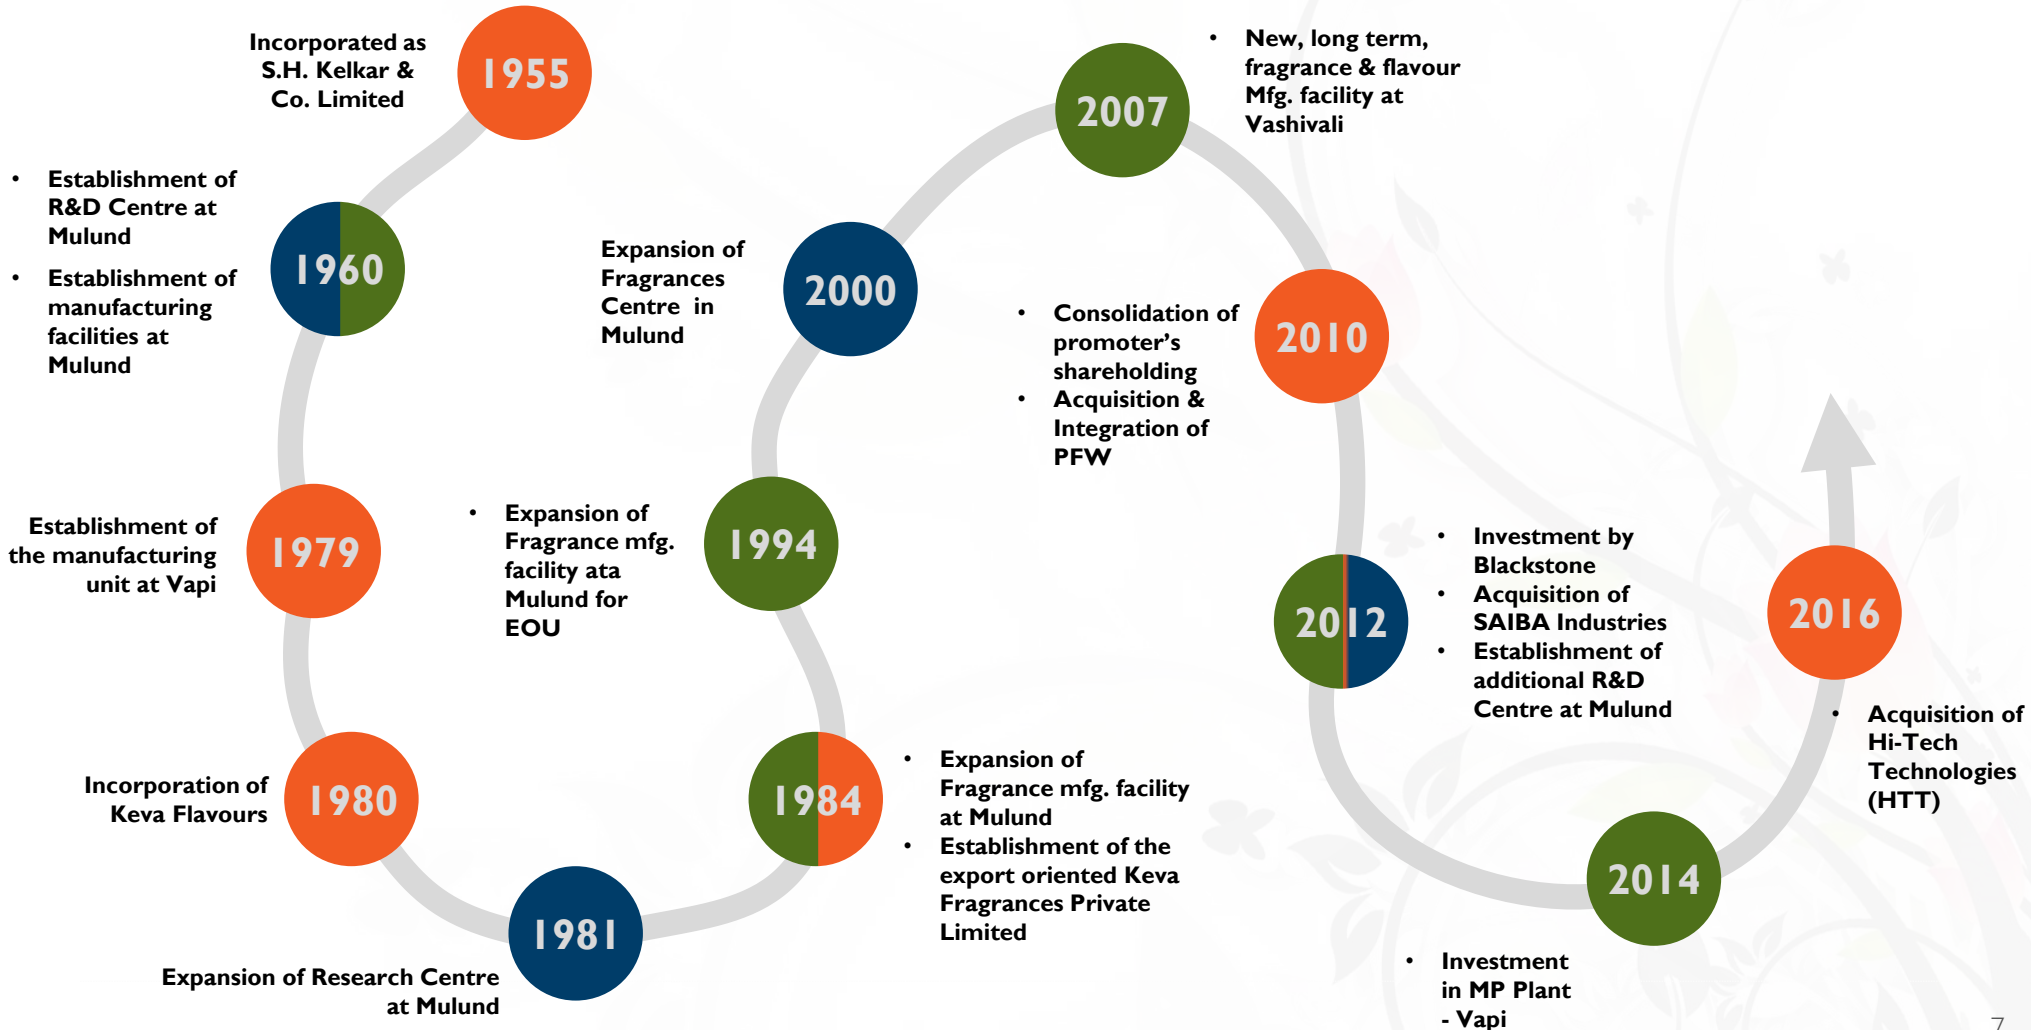 Incorporated as
S.H. Kelkar &
Co. Limited
1955
• Establishment of
R&D Centre at
Mulund
• Establishment of
manufacturing
facilities at
Mulund
1960
Establishment of
the manufacturing
unit at Vapi
1979
Incorporation of
Keva Flavours
1980
Expansion of Research Centre
at Mulund
1981
1984
• Expansion of
Fragrance mfg. facility
at Mulund
• Establishment of the
export oriented Keva
Fragrances Private
Limited
• Expansion of
Fragrance mfg.
facility ata
Mulund for
EOU
1994
Expansion of
Fragrances
Centre in
Mulund
2000
2007
• New, long term,
fragrance & flavour
Mfg. facility at
Vashivali
• Consolidation of
promoter’s
shareholding
• Acquisition &
Integration of
PFW
2010
2012
• Investment by
Blackstone
• Acquisition of
SAIBA Industries
• Establishment of
additional R&D
Centre at Mulund
2014
• Investment
in MP Plant
- Vapi
2016
• Acquisition of
Hi-Tech
Technologies
(HTT)
7